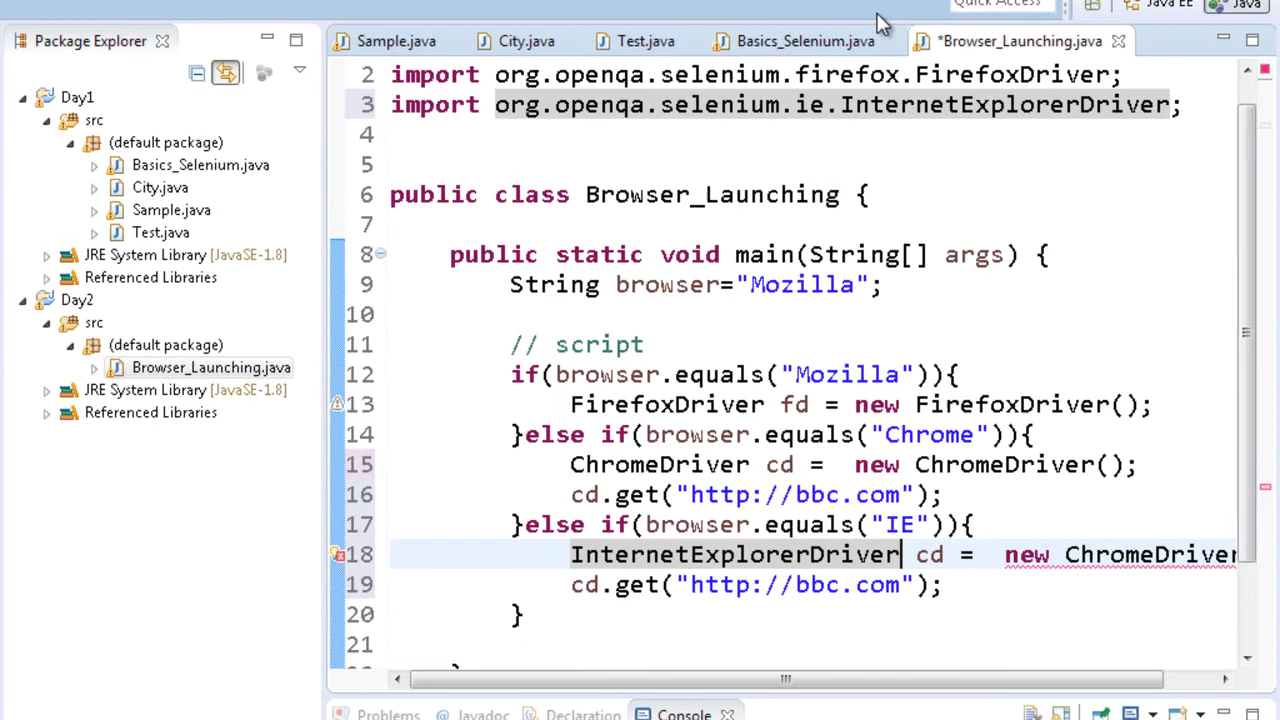 Quick Access
Java EE
Java
Package Explorer
Sample.java
City.java
Test.java
Basics_Selenium.java
*Browser_Launching.java
Day1
src
(default package)
Basics_Selenium.java
City.java
Sample.java
Test.java
JRE System Library [JavaSE-1.8]
Referenced Libraries
Day2
src
(default package)
Browser_Launching.java
JRE System Library [JavaSE-1.8]
Referenced Libraries
2 import org.openqa.selenium.firefox.FirefoxDriver;
3 import org.openqa.selenium.ie.InternetExplorerDriver;
4
5
6 public class Browser_Launching {
7
8 public static void main(String[] args) {
9 String browser="Mozilla";
10
11 // script
12 if(browser.equals("Mozilla")){
13 FirefoxDriver fd = new FirefoxDriver();
14 }else if(browser.equals("Chrome")){
15 ChromeDriver cd =  new ChromeDriver();
16 cd.get("http://bbc.com");
17 }else if(browser.equals("IE")){
18 InternetExplorerDriver cd =  new ChromeDriver
19 cd.get("http://bbc.com");
20 }
21
Problems
@ Javadoc
Declaration
Console